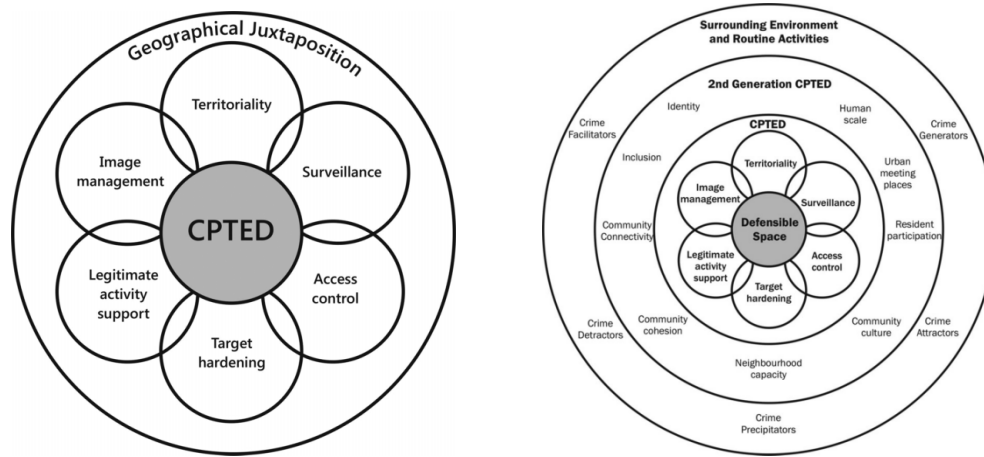 Geographical Juxtaposition
Territoriality
Image
management
Surveillance
CPTED
Legitimate
activity
support
Access
control
Target
hardening
Surrounding Environment
and Routine Activities
2nd Generation CPTED
Identity
Human
scale
Crime
Facilitators
Crime
Generators
CPTED
Inclusion
Territoriality
Urban
meeting
places
Image
management
Surveillance
Community
Connectivity
Defensible
Space
Resident
participation
Legitimate
activity
support
Access
control
Target
hardening
Crime
Detractors
Community
cohesion
Community
culture
Crime
Attractors
Neighbourhood
capacity
Crime
Precipitators